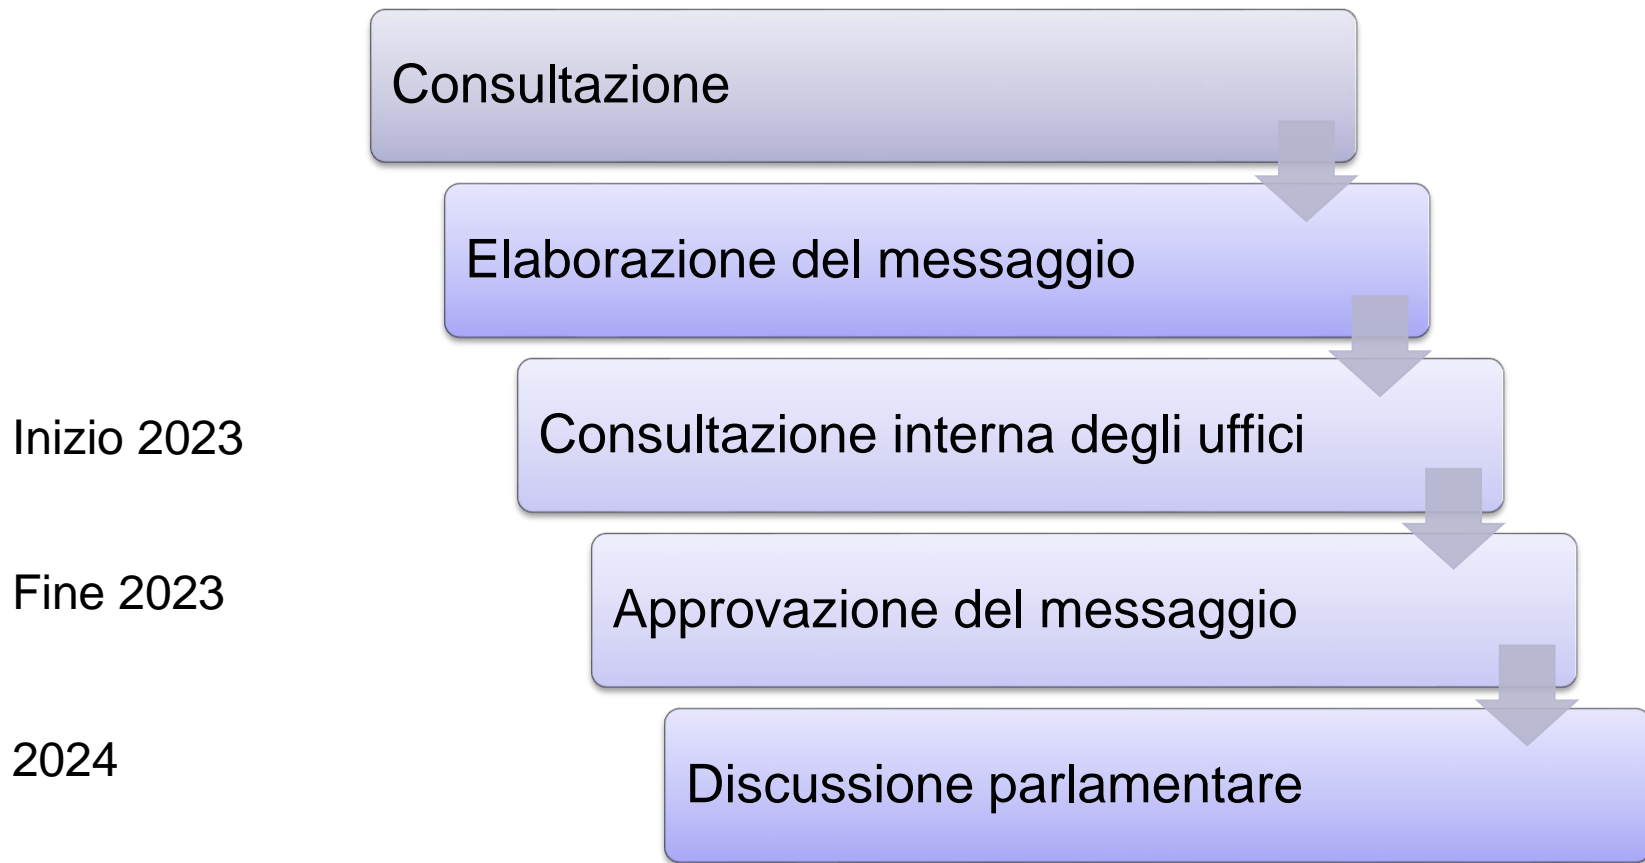 Consultazione
Elaborazione del messaggio
Inizio 2023
Consultazione interna degli uffici
Fine 2023
Approvazione del messaggio
2024
Discussione parlamentare